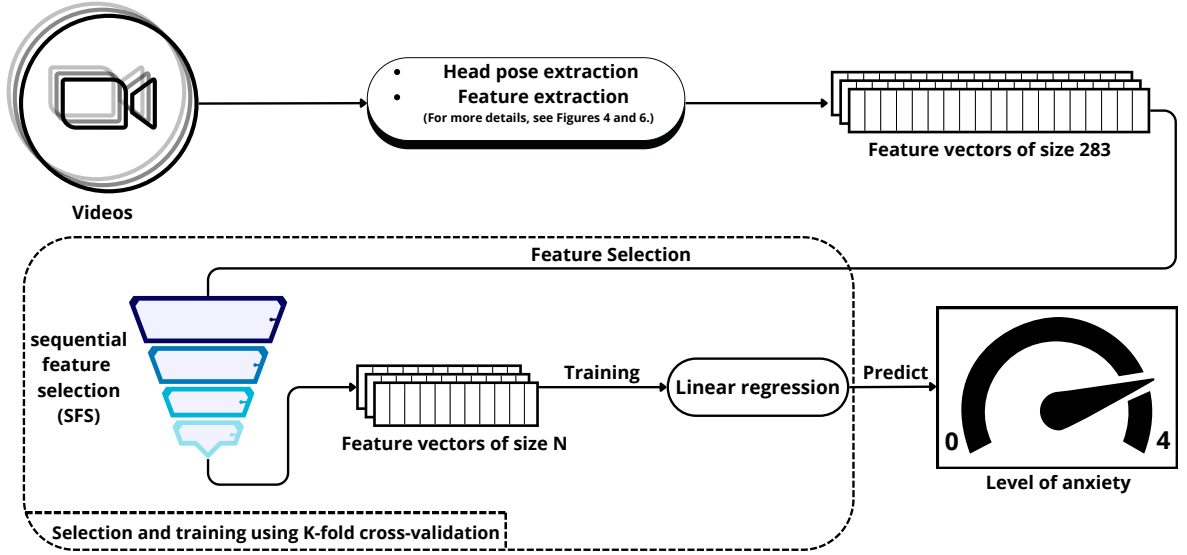 • Head pose extraction
• Feature extraction
(For more details, see Figures 4 and 6.)
Feature vectors of size 283
Videos
Feature Selection
sequential
feature
selection
(SFS)
Training
Linear regression
Predict
Feature vectors of size N
0
4
Level of anxiety
Selection and training using K-fold cross-validation